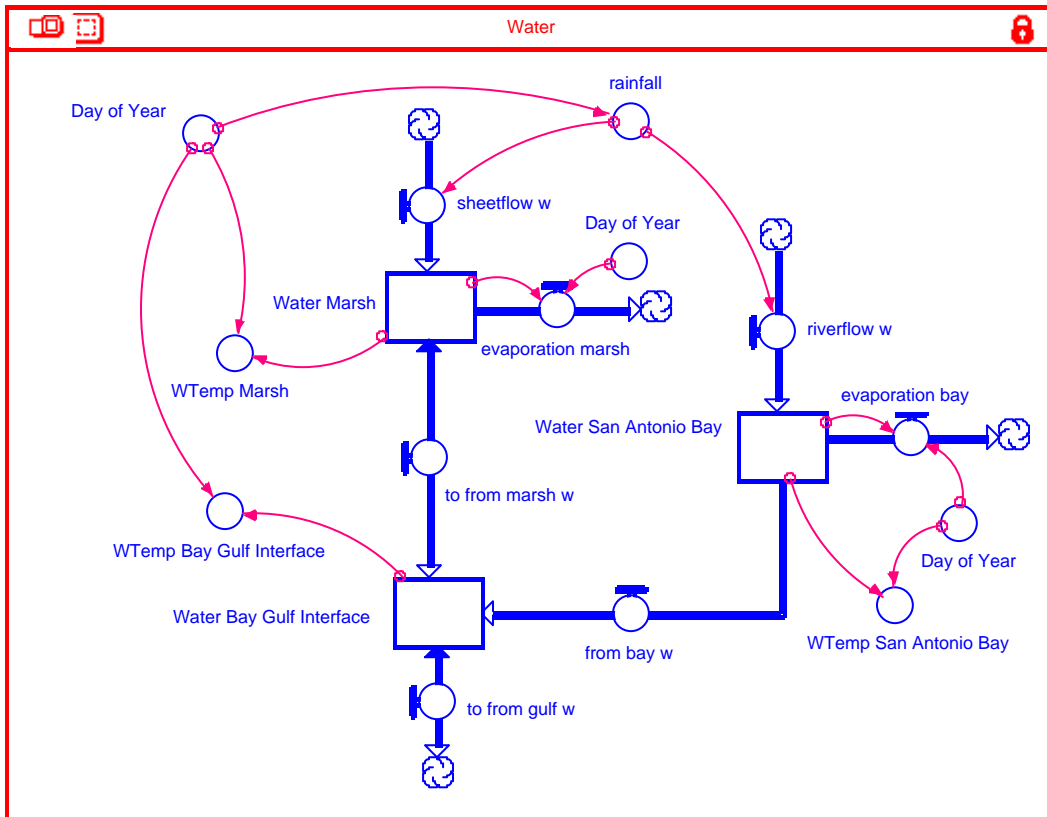 Water
rainfall
Day of Year
sheetflow w
Day of Year
Water Marsh
riverflow w
evaporation marsh
WTemp Marsh
evaporation bay
Water San Antonio Bay
to from marsh w
WTemp Bay Gulf Interface
Day of Year
Water Bay Gulf Interface
WTemp San Antonio Bay
from bay w
to from gulf w